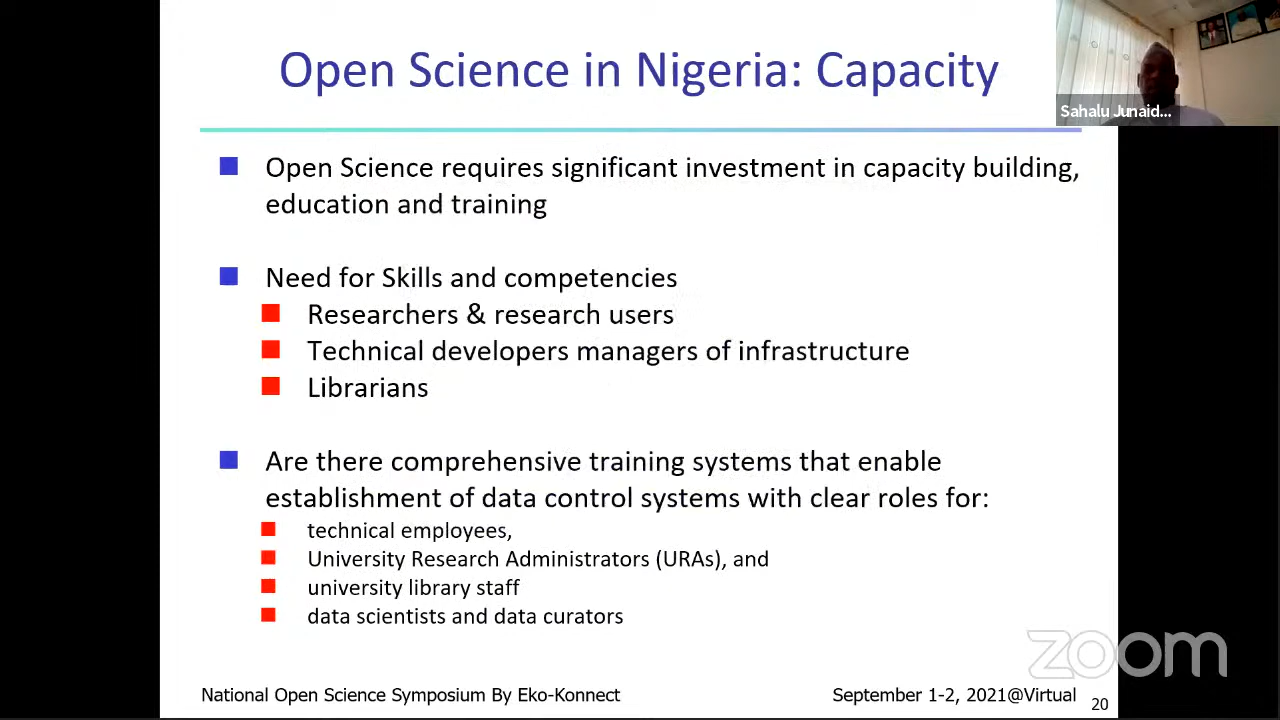 Open Science in Nigeria: Capacity
Sahalu Junaid...
Open Science requires significant investment in capacity building,
education and training
Need for Skills and competencies
Researchers & research users
Technical developers managers of infrastructure
Librarians
Are there comprehensive training systems that enable
establishment of data control systems with clear roles for:
technical employees,
University Research Administrators (URAs), and
university library staff
data scientists and data curators
zoom
National Open Science Symposium By Eko-Konnect
September 1-2, 2021@Virtual
20